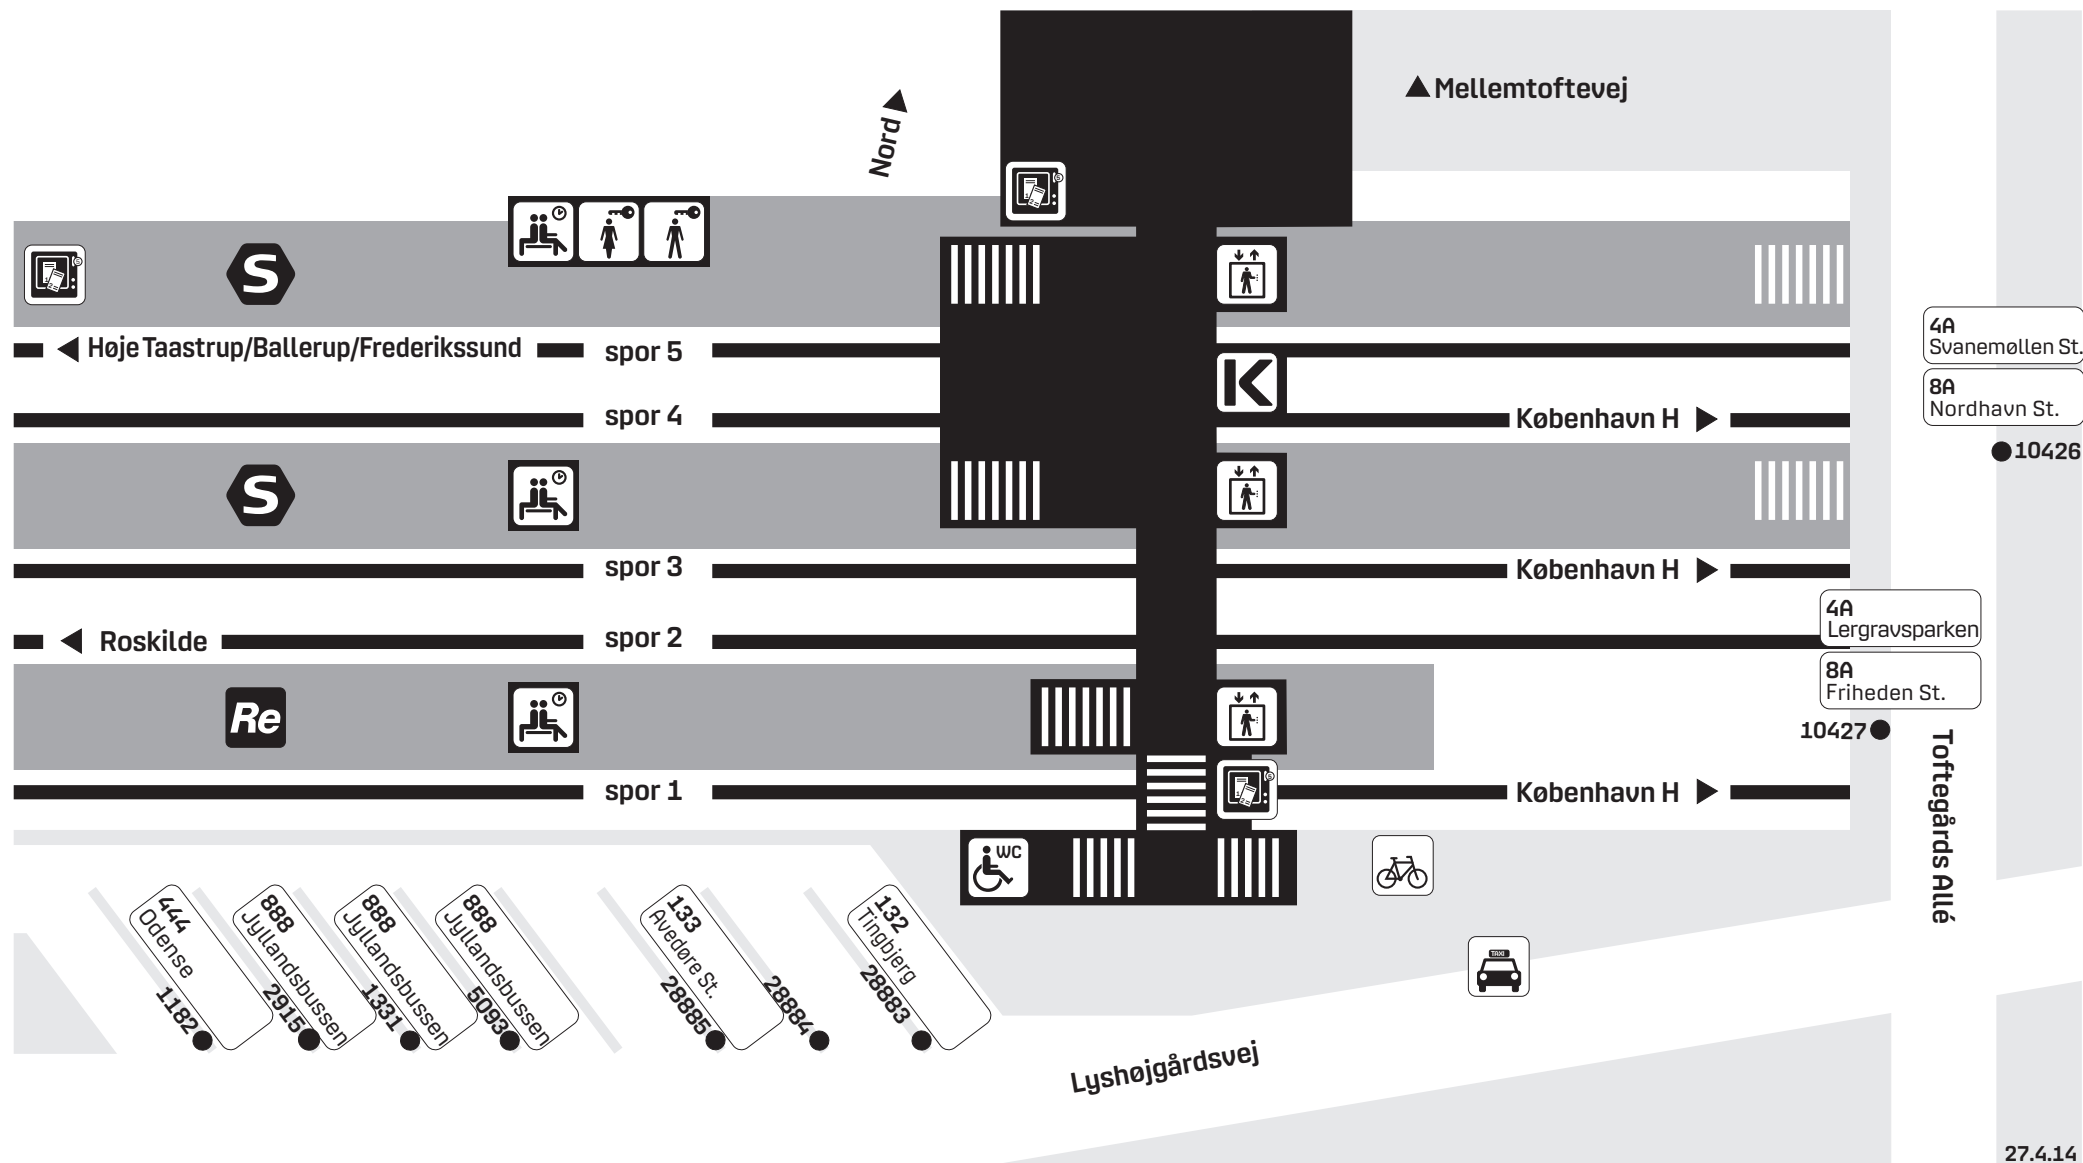 Mellemtoftevej
Nord
S
Høje Taastrup/Ballerup/Frederikssund
spor 5
4A
Svanemøllen St.
8A
Nordhavn St.
10426
K
spor 4
København H
S
spor 3
København H
4A
Lergravsparken
8A
Friheden St.
10427
Roskilde
spor 2
Re
spor 1
København H
Toftegårds Allé
WC
444
Odense
1182
888
Jyllandsbussen
2915
888
Jyllandsbussen
1331
888
Jyllandsbussen
5093
133
Avedøre St.
28885
28884
132
Tingbjerg
28883
TAXI
Lyshøjgårdsvej
27.4.14